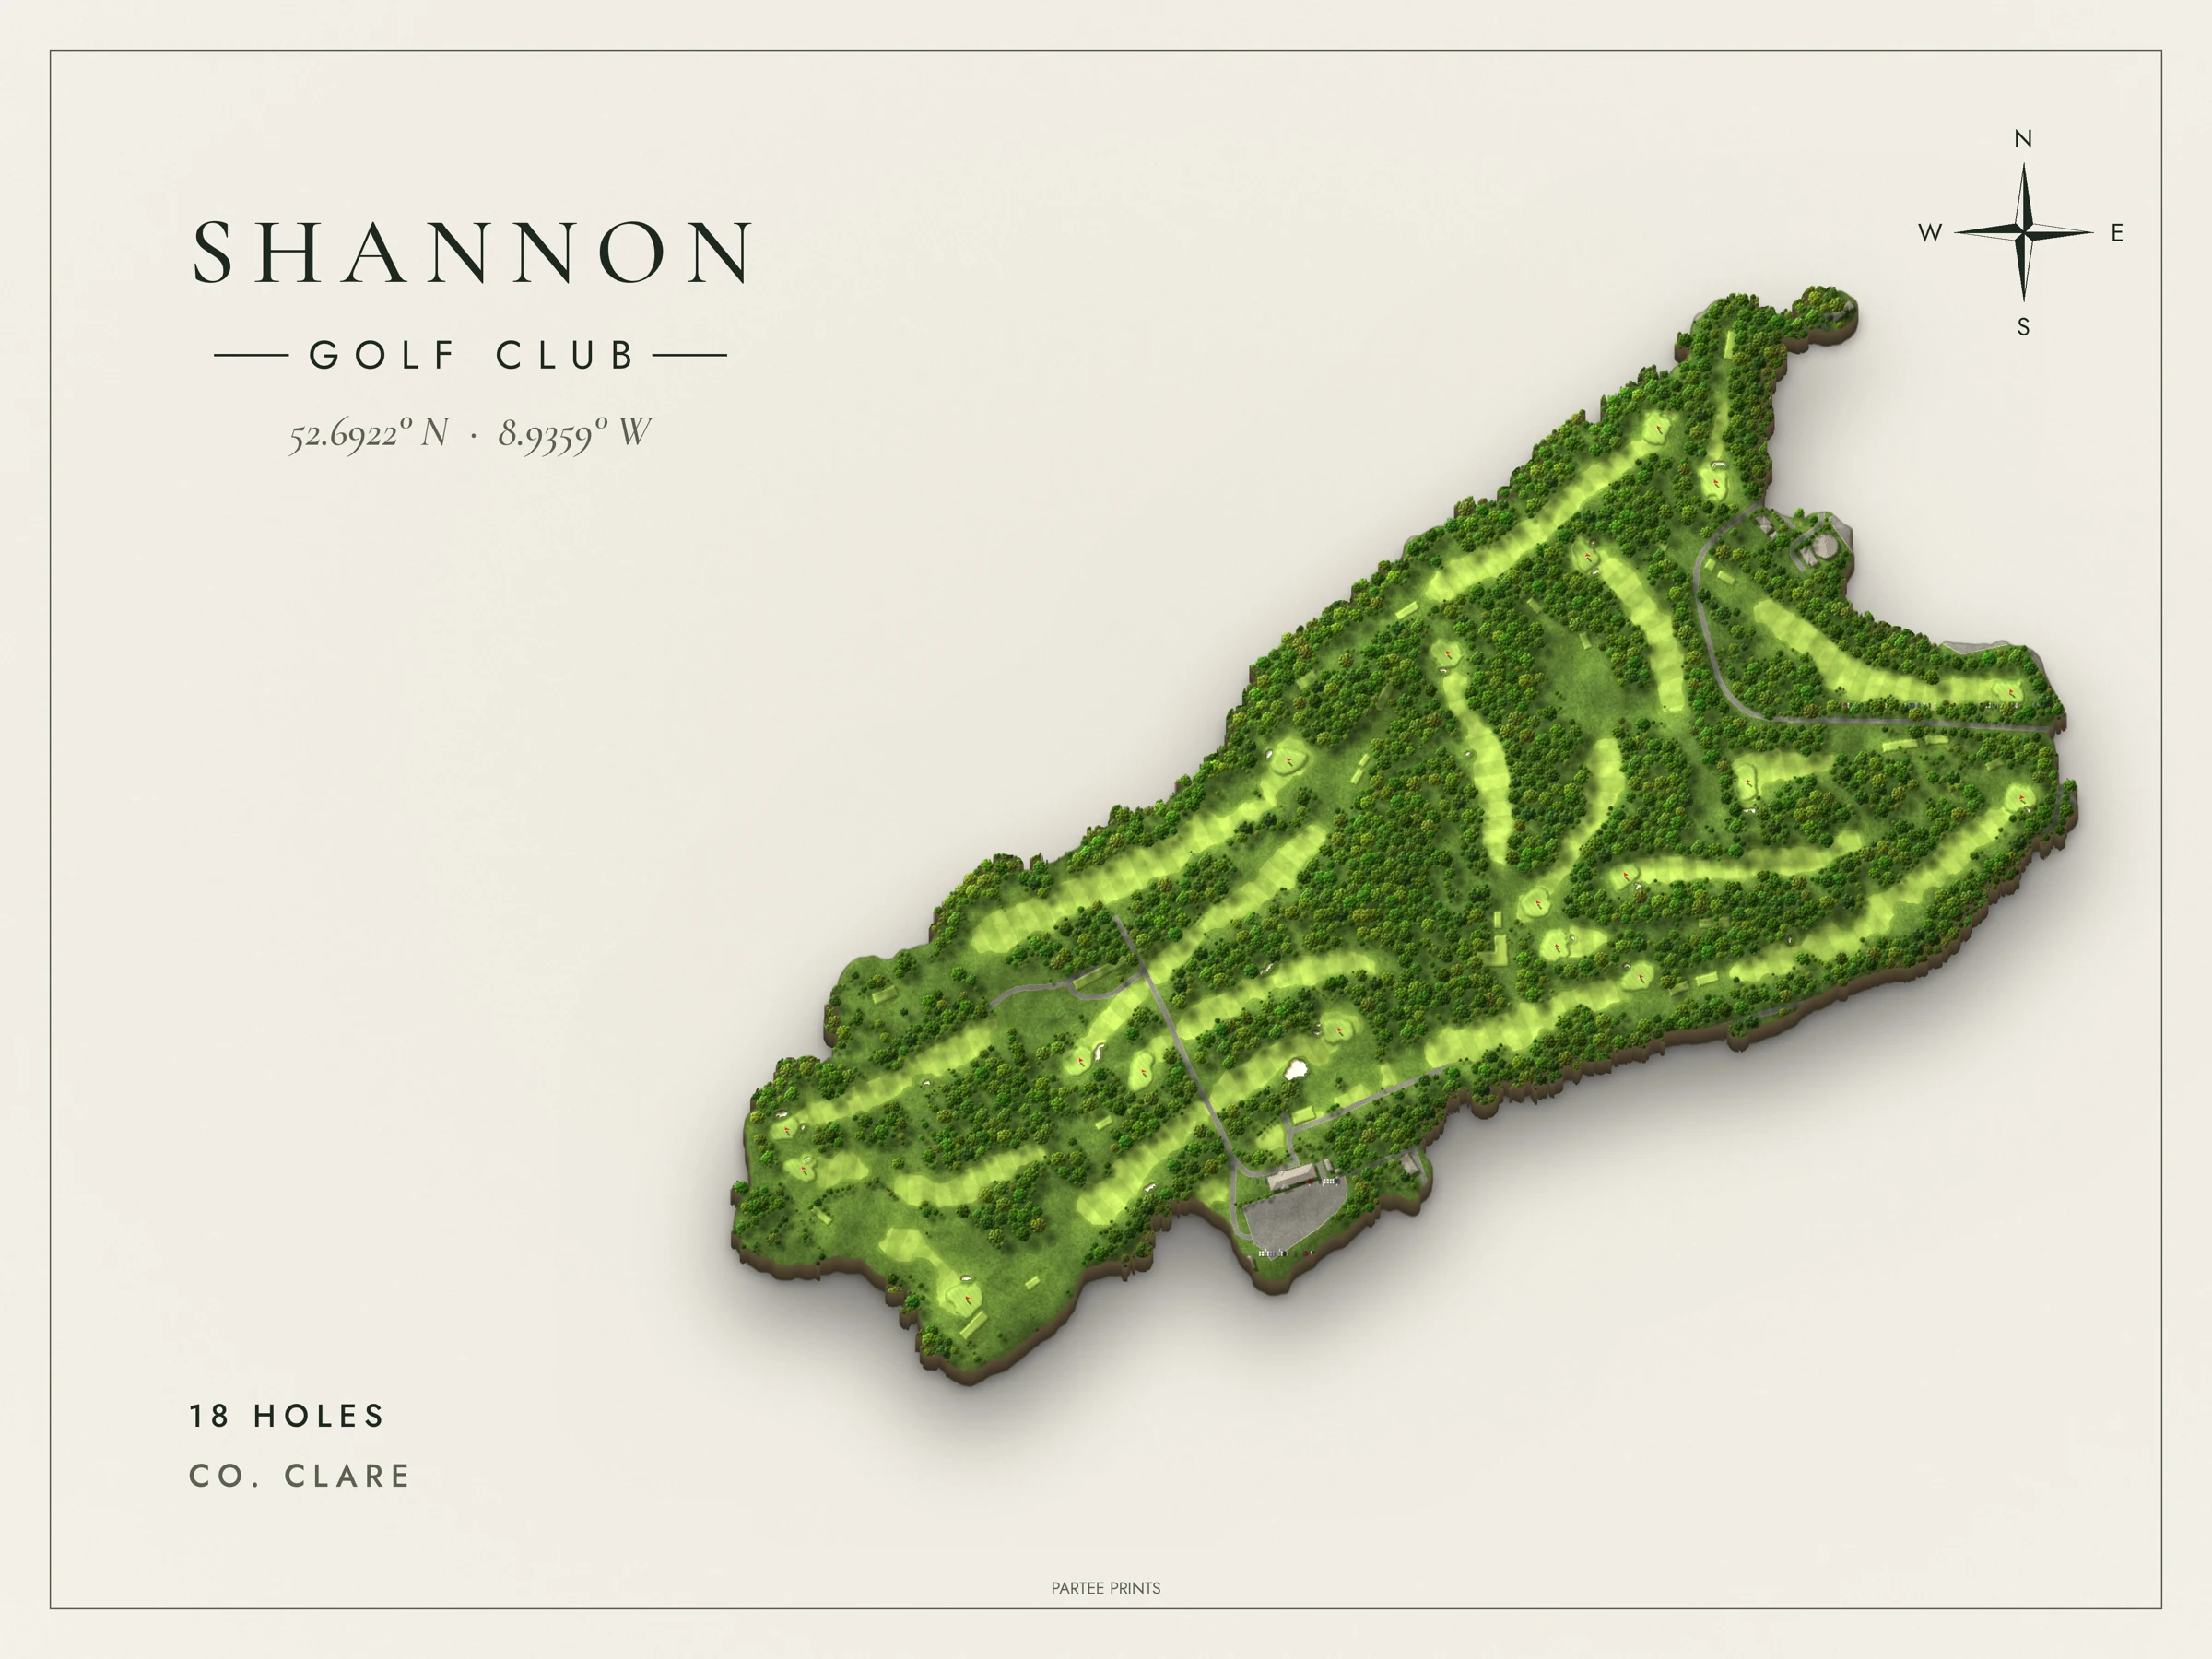 SHANNON
GOLF CLUB
52.6922° N · 8.9359° W
N
W E
S
18 HOLES
CO. CLARE
PARTEE PRINTS